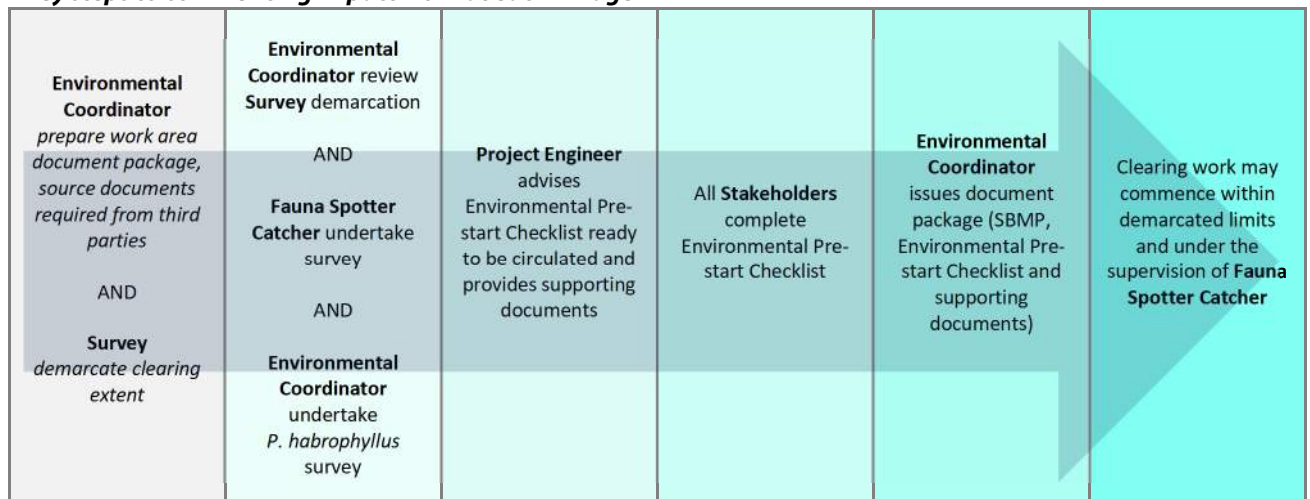 Environmental
Coordinator
prepare work area
document package,
source documents
required from third
parties
AND
Survey
demarcate clearing
extent
Environmental
Coordinator review
Survey demarcation
AND
Fauna Spotter
Catcher undertake
survey
AND
Environmental
Coordinator
undertake
P. habrophyllus
survey
Project Engineer
advises
Environmental Pre-
start Checklist ready
to be circulated and
provides supporting
documents
All Stakeholders
complete
Environmental Pre-
start Checklist
Environmental
Coordinator
issues document
package (SBMP,
Environmental Pre-
start Checklist and
supporting
documents)
Clearing work may
commence within
demarcated limits
and under the
supervision of Fauna
Spotter Catcher